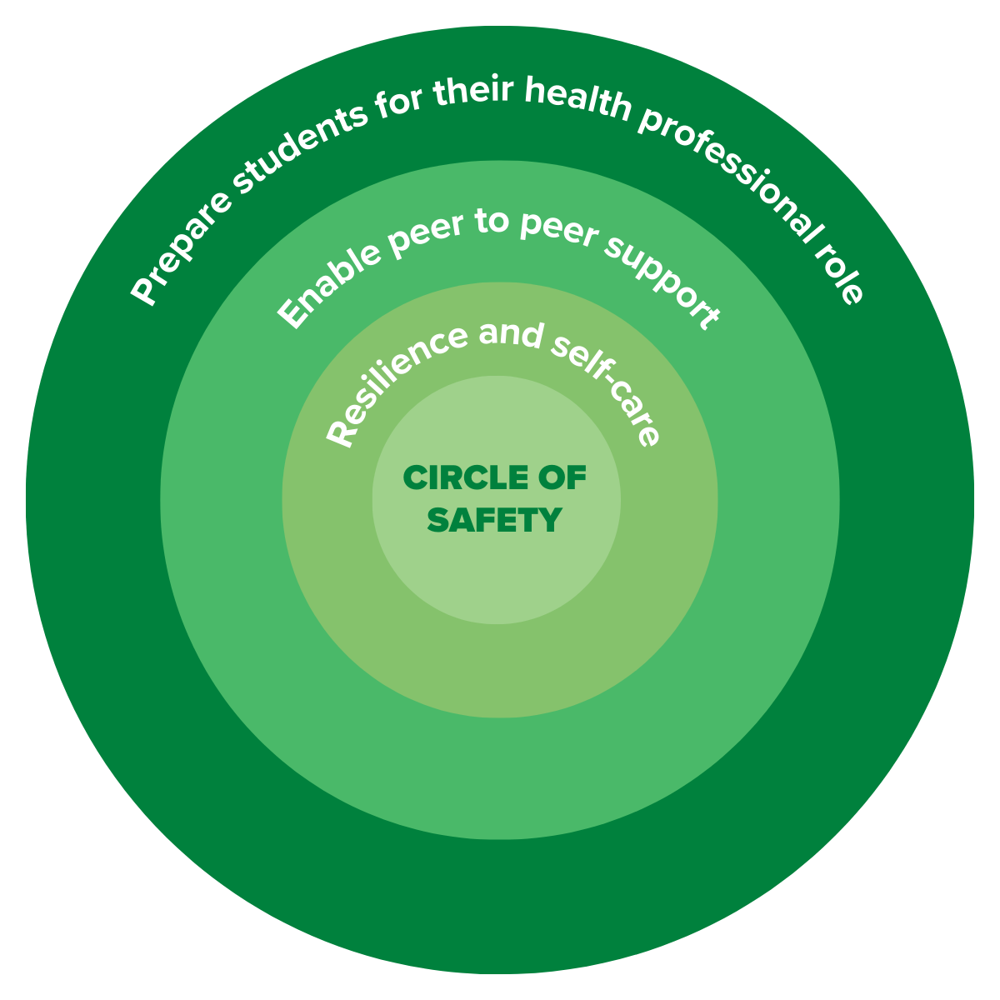 Prepare students for their health professional role
Enable peer to peer support
Resilience and self-care
CIRCLE OF
SAFETY